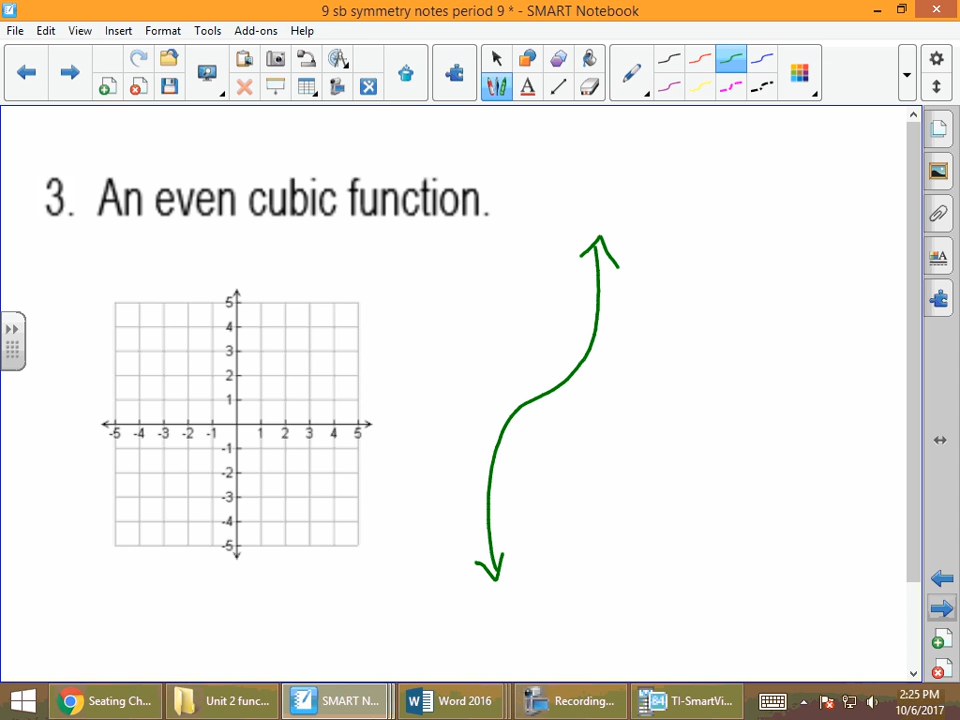 9 sb symmetry notes period 9 * - SMART Notebook
File Edit View Insert Format Tools Add-ons Help
3. An even cubic function.
5
4
3
2
1
-5 -4 -3 -2 -1 1 2 3 4 5
-1
-2
-3
-4
-5
Seating Ch... Unit 2 func... SMART N... Word 2016 Recording... TI-SmartVi... 2:25 PM
10/6/2017